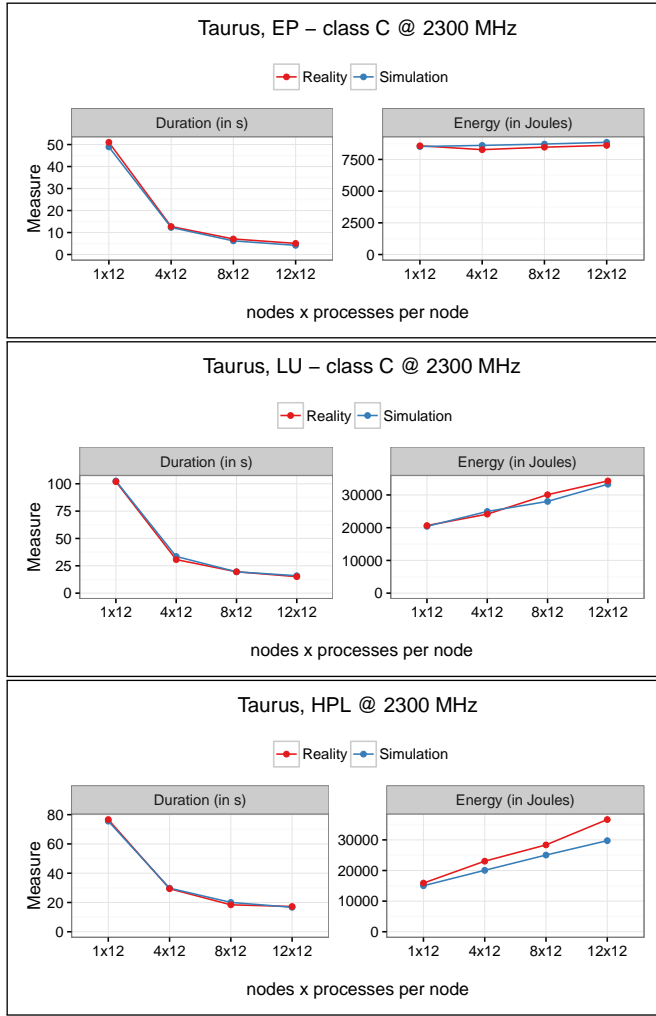 Taurus, EP – class C @ 2300 MHz
Reality Simulation
Duration (in s) Energy (in Joules)
Measure
50
40
30
20
10
0
7500
5000
2500
0
1x12 4x12 8x12 12x12 1x12 4x12 8x12 12x12
nodes x processes per node
Taurus, LU – class C @ 2300 MHz
Reality Simulation
Duration (in s) Energy (in Joules)
Measure
100
75
50
25
0
30000
20000
10000
0
1x12 4x12 8x12 12x12 1x12 4x12 8x12 12x12
nodes x processes per node
Taurus, HPL @ 2300 MHz
Reality Simulation
Duration (in s) Energy (in Joules)
Measure
80
60
40
20
0
30000
20000
10000
0
1x12 4x12 8x12 12x12 1x12 4x12 8x12 12x12
nodes x processes per node